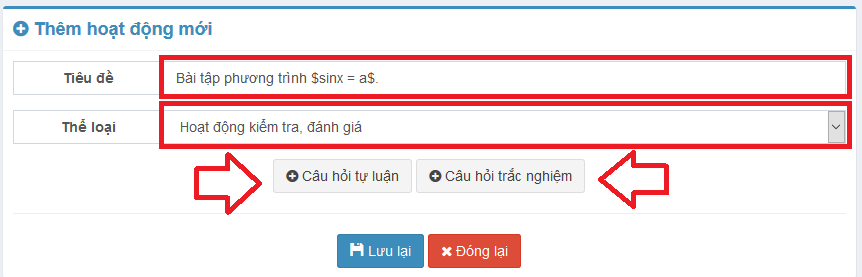 Thêm hoạt động mới
Tiêu đề Bài tập phương trình $sinx = a$.
Thể loại Hoạt động kiểm tra, đánh giá
Câu hỏi tự luận Câu hỏi trắc nghiệm
Lưu lại Đóng lại